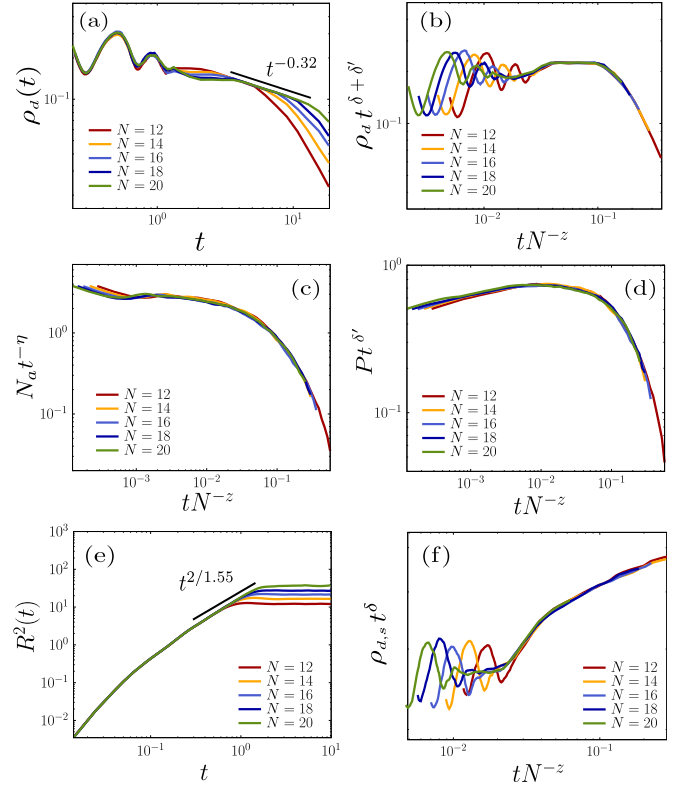 (a)
t^{-0.32}
ρ_d(t)
10^{-1}
N = 12
N = 14
N = 16
N = 18
N = 20
10^0
10^1
t
(b)
ρ_d t^{δ+δ′}
10^{-1}
N = 12
N = 14
N = 16
N = 18
N = 20
10^{-2}
10^{-1}
tN^{-z}
(c)
N_a t^{-η}
10^0
10^{-1}
N = 12
N = 14
N = 16
N = 18
N = 20
10^{-3}
10^{-2}
10^{-1}
tN^{-z}
(d)
P t^{δ′}
10^0
10^{-1}
N = 12
N = 14
N = 16
N = 18
N = 20
10^{-3}
10^{-2}
10^{-1}
tN^{-z}
(e)
t^{2/1.55}
R^2(t)
10^3
10^2
10^1
10^0
10^{-1}
10^{-2}
N = 12
N = 14
N = 16
N = 18
N = 20
10^{-1}
10^0
10^1
t
(f)
ρ_{d,s} t^δ
N = 12
N = 14
N = 16
N = 18
N = 20
10^{-2}
10^{-1}
tN^{-z}